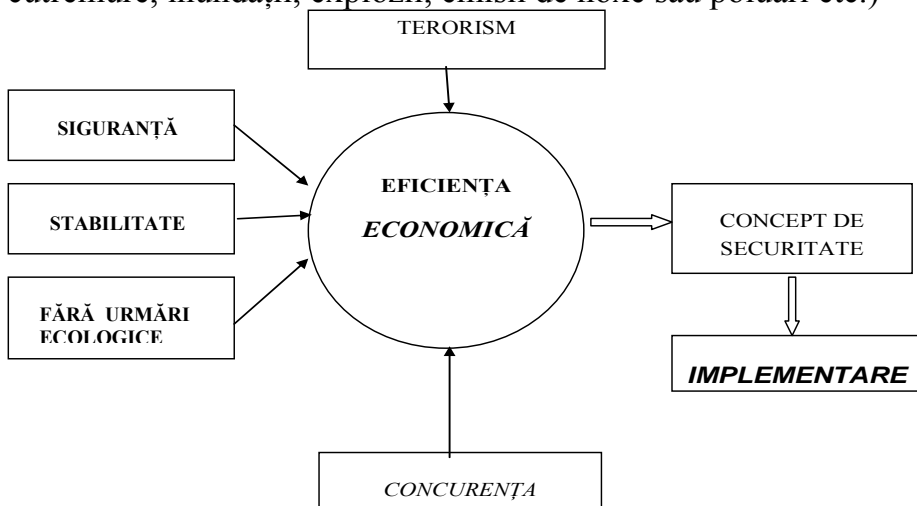 cutremure, inundații, explozii, emisii de noxe sau poluări etc.)
TERORISM
SIGURANȚĂ
EFICIENȚA
ECONOMICĂ
STABILITATE
CONCEPT DE
SECURITATE
FĂRĂ URMĂRI
ECOLOGICE
IMPLEMENTARE
CONCURENȚA